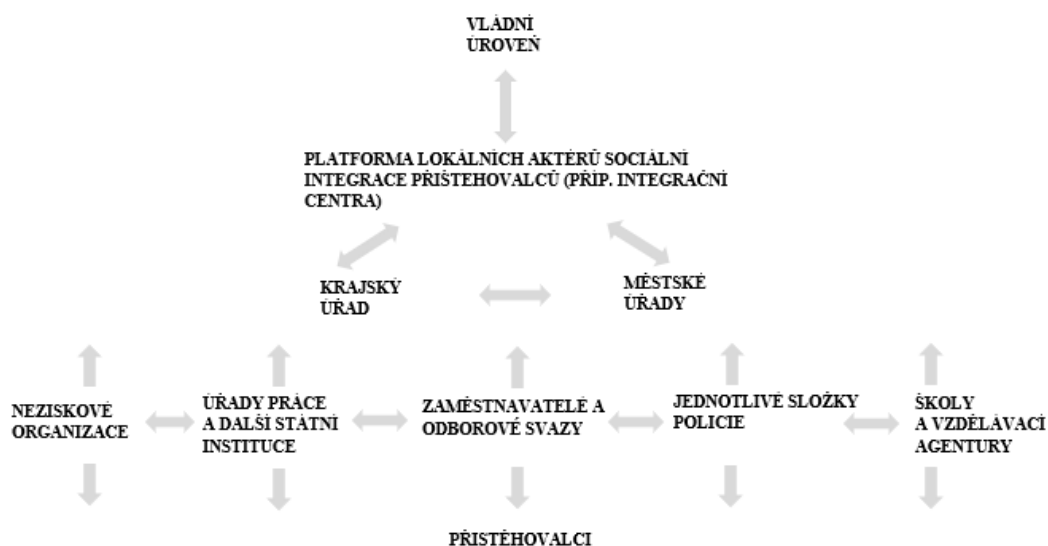 VLÁDNÍ
ÚROVEŇ
PLATFORMA LOKÁLNÍCH AKTÉRŮ SOCIÁLNÍ
INTEGRACE PŘIŠTEHOVALCŮ (PŘÍP. INTEGRAČNÍ
CENTRA)
KRAJSKÝ
ÚŘAD
MĚSTSKÉ
ÚŘADY
NEZISKOVÉ
ORGANIZACE
ÚŘADY PRÁCE
A DALŠÍ STÁTNÍ
INSTITUCE
ZAMĚSTNAVATELÉ A
ODBOROVÉ SVAZY
JEDNOTLIVÉ SLOŽKY
POLICIE
ŠKOLY
A VZDĚLÁVACÍ
AGENTURY
PŘISTĚHOVALCI